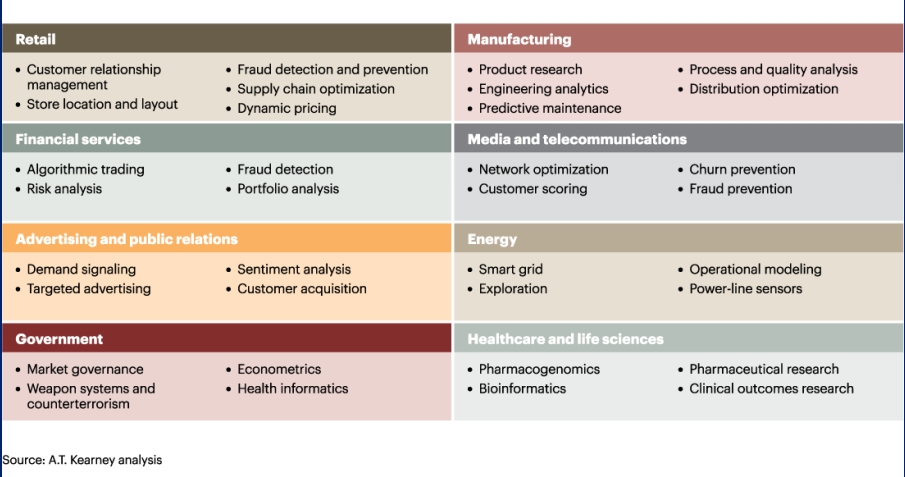 Retail
• Customer relationship
management
• Store location and layout
• Fraud detection and prevention
• Supply chain optimization
• Dynamic pricing
Manufacturing
• Product research
• Engineering analytics
• Predictive maintenance
• Process and quality analysis
• Distribution optimization
Financial services
• Algorithmic trading
• Risk analysis
• Fraud detection
• Portfolio analysis
Media and telecommunications
• Network optimization
• Customer scoring
• Churn prevention
• Fraud prevention
Advertising and public relations
• Demand signaling
• Targeted advertising
• Sentiment analysis
• Customer acquisition
Energy
• Smart grid
• Exploration
• Operational modeling
• Power-line sensors
Government
• Market governance
• Weapon systems and
counterterrorism
• Econometrics
• Health informatics
Healthcare and life sciences
• Pharmacogenomics
• Bioinformatics
• Pharmaceutical research
• Clinical outcomes research
Source: A.T. Kearney analysis